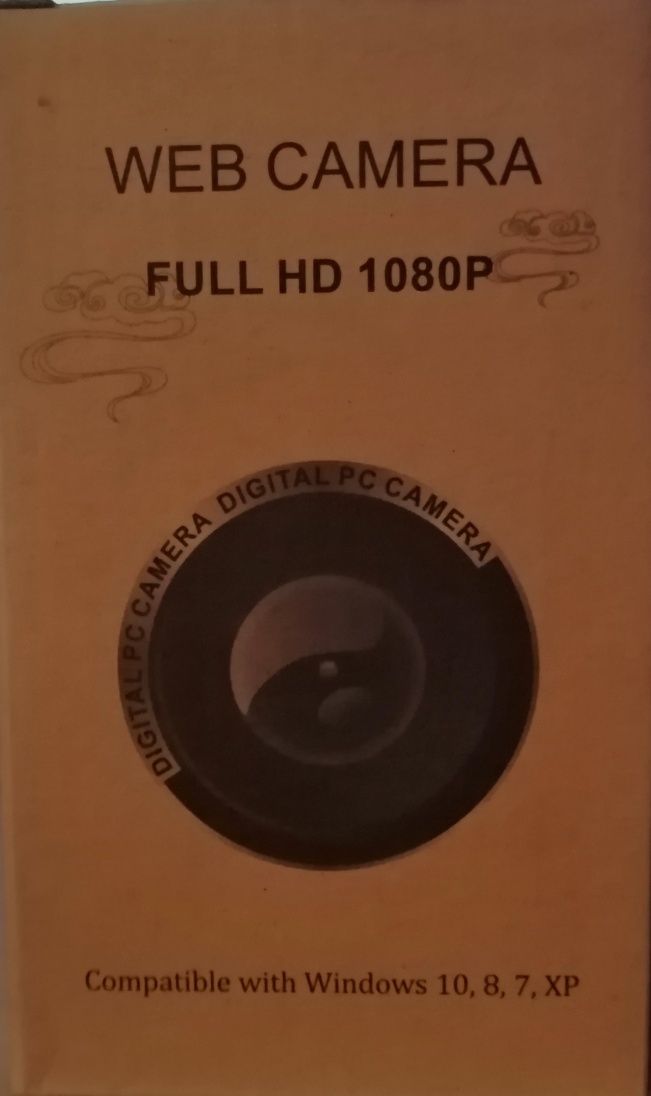 WEB CAMERA
FULL HD 1080P
DIGITAL PC CAMERA DIGITAL PC CAMERA
Compatible with Windows 10, 8, 7, XP